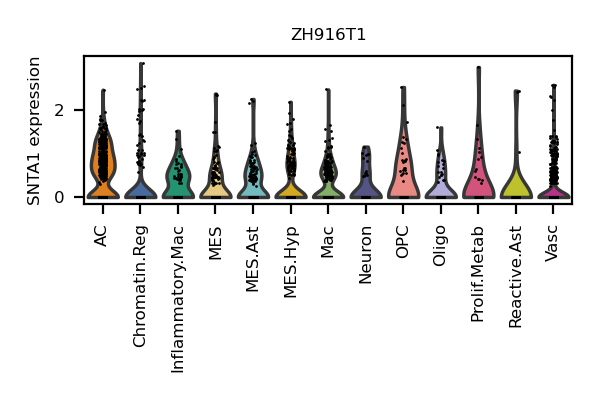 ZH916T1
SNTA1 expression
2
0
AC
Chromatin.Reg
Inflammatory.Mac
MES
MES.Ast
MES.Hyp
Mac
Neuron
OPC
Oligo
Prolif.Metab
Reactive.Ast
Vasc